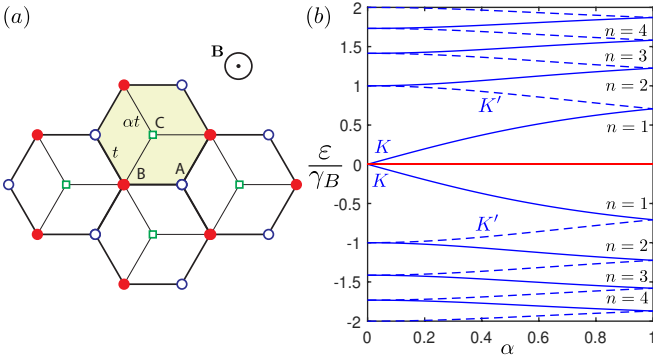 (a)
B
C
αt
t
B
A
(b)
2
1.5
1
0.5
0
-0.5
-1
-1.5
-2
ε/γ_B
n = 4
n = 3
n = 2
K′
n = 1
K
K
n = 1
K′
n = 2
n = 3
n = 4
0 0.2 0.4 0.6 0.8 1
α